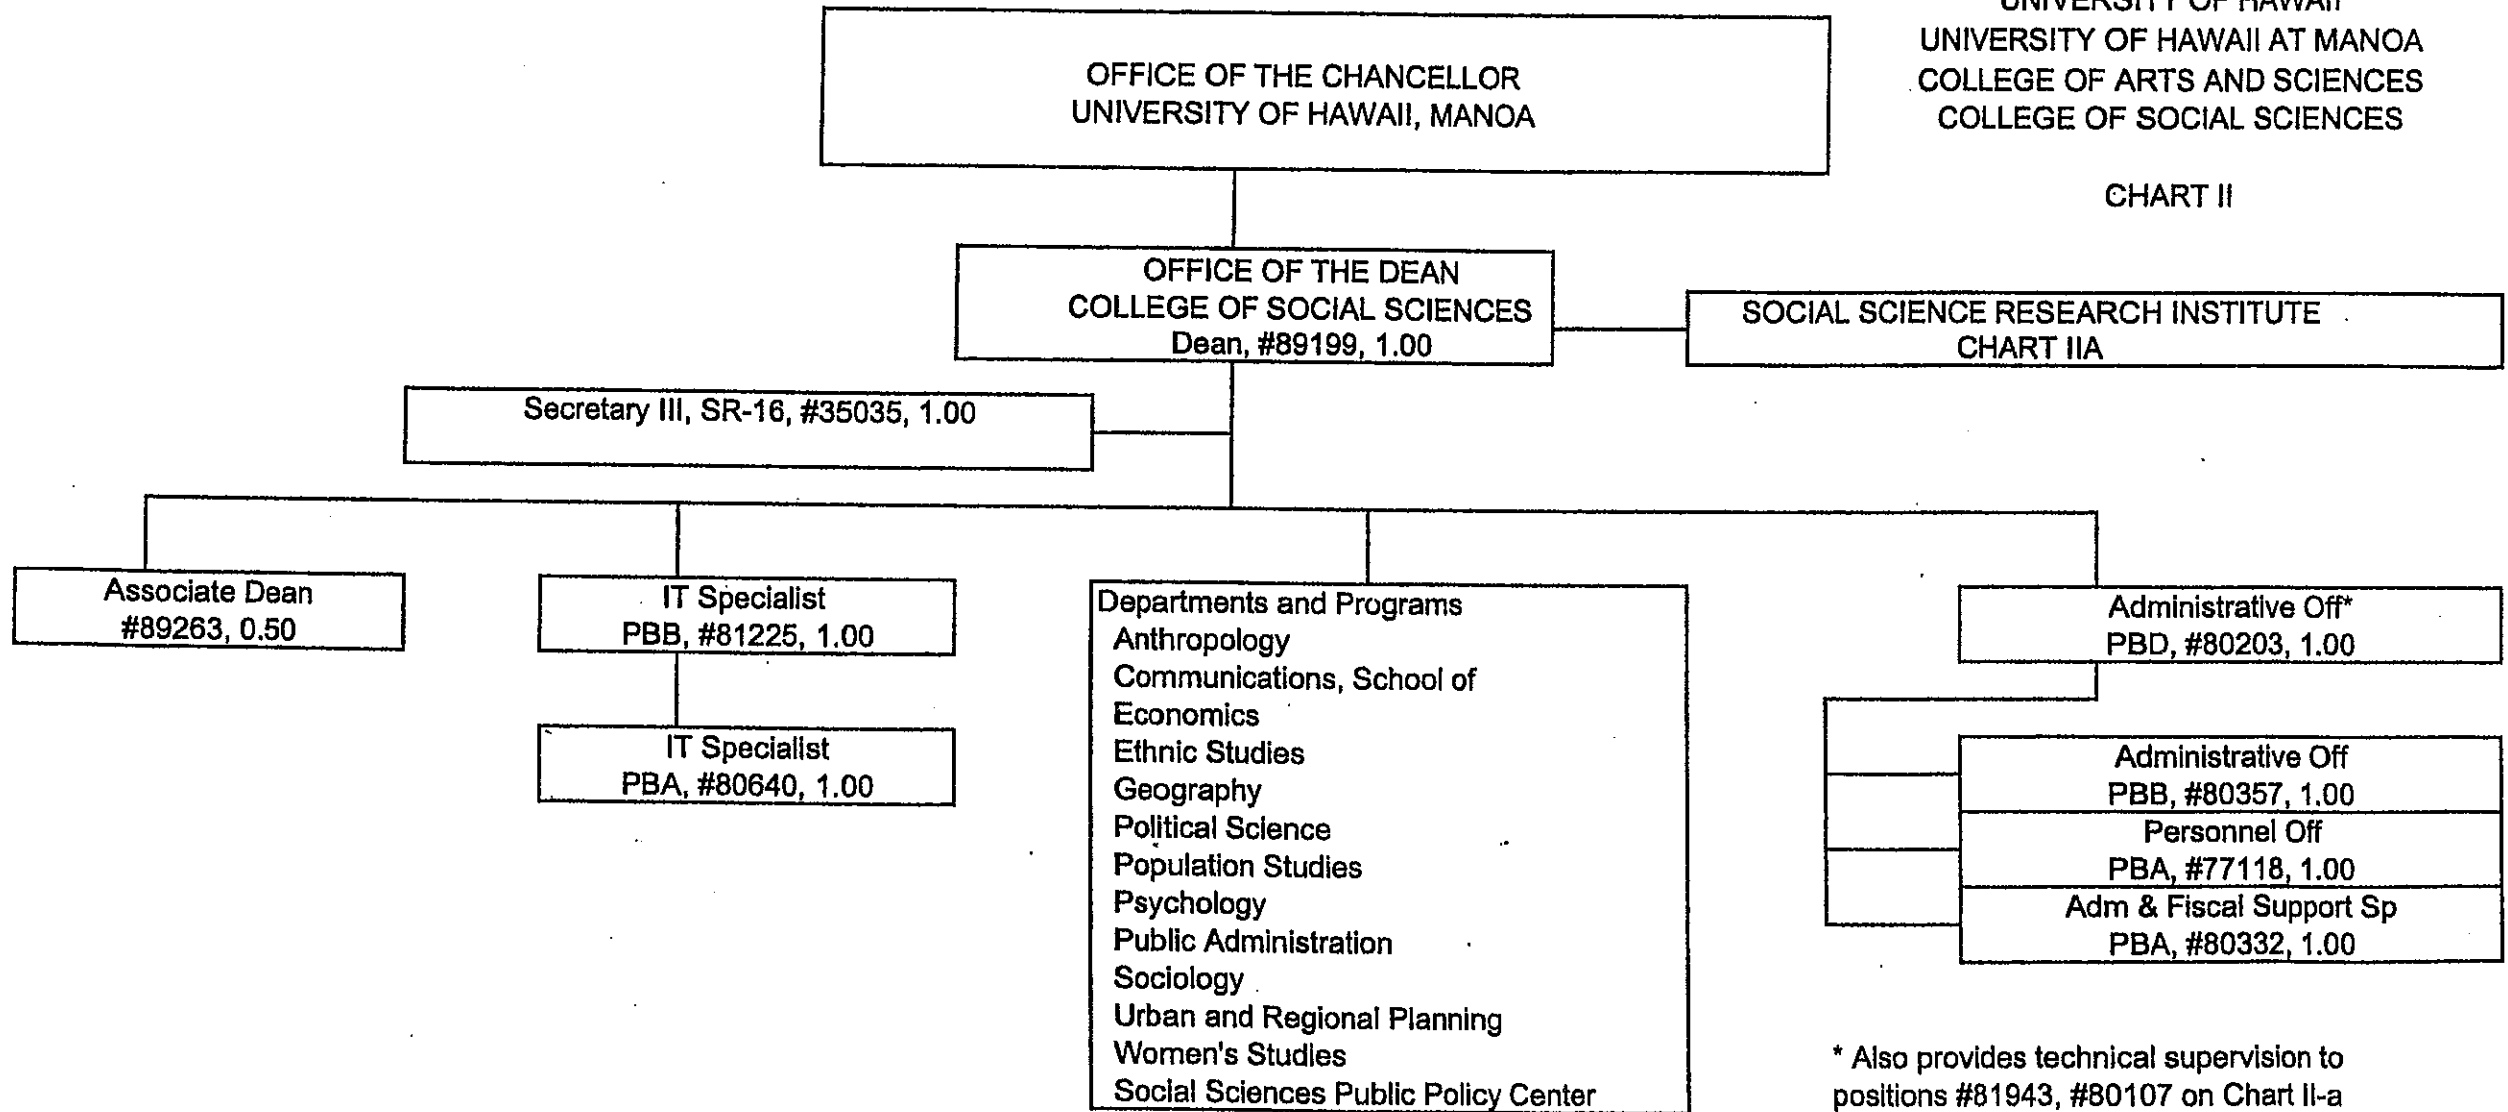 UNIVERSITY OF HAWAII
UNIVERSITY OF HAWAII AT MANOA
COLLEGE OF ARTS AND SCIENCES
COLLEGE OF SOCIAL SCIENCES
CHART II
OFFICE OF THE CHANCELLOR
UNIVERSITY OF HAWAII, MANOA
OFFICE OF THE DEAN
COLLEGE OF SOCIAL SCIENCES
Dean, #89199, 1.00
SOCIAL SCIENCE RESEARCH INSTITUTE
CHART IIA
Secretary III, SR-16, #35035, 1.00
Associate Dean
#89263, 0.50
IT Specialist
PBB, #81225, 1.00
IT Specialist
PBA, #80640, 1.00
Departments and Programs
Anthropology
Communications, School of
Economics
Ethnic Studies
Geography
Political Science
Population Studies
Psychology
Public Administration
Sociology
Urban and Regional Planning
Women's Studies
Social Sciences Public Policy Center
Administrative Off*
PBD, #80203, 1.00
Administrative Off
PBB, #80357, 1.00
Personnel Off
PBA, #77118, 1.00
Adm & Fiscal Support Sp
PBA, #80332, 1.00
* Also provides technical supervision to
positions #81943, #80107 on Chart II-a